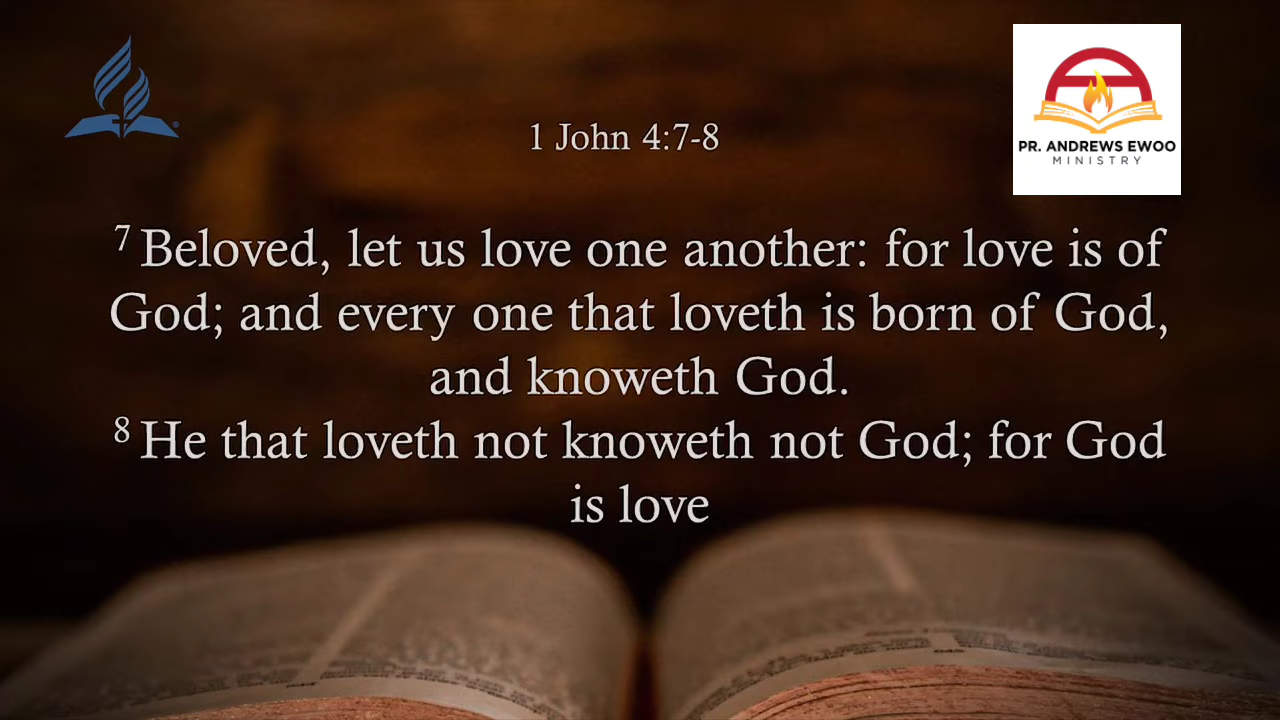 1 John 4:7-8
PR. ANDREWS EWOO
MINISTRY
7 Beloved, let us love one another: for love is of
God; and every one that loveth is born of God,
and knoweth God.
8 He that loveth not knoweth not God; for God
is love